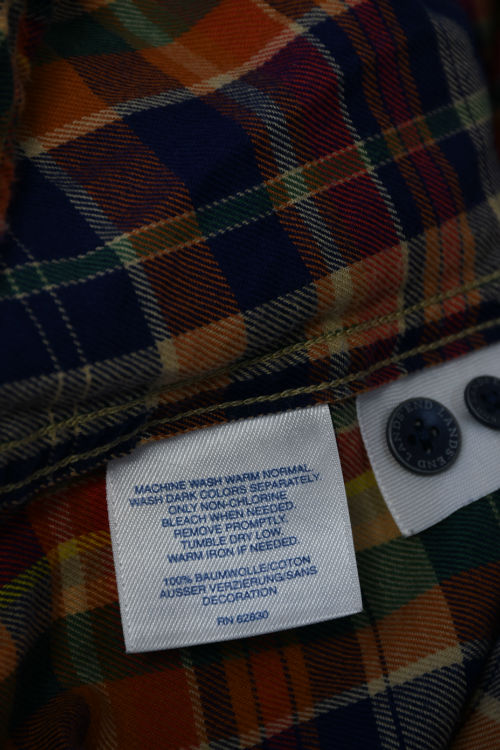 MACHINE WASH WARM NORMAL.
WASH DARK COLORS SEPARATELY.
ONLY NON-CHLORINE
BLEACH WHEN NEEDED.
REMOVE PROMPTLY.
TUMBLE DRY LOW.
WARM IRON IF NEEDED.
100% BAUMWOLLE/COTON
AUSSER VERZIERUNG/SANS
DECORATION
RN 62830
LANDS'END LANDS'END